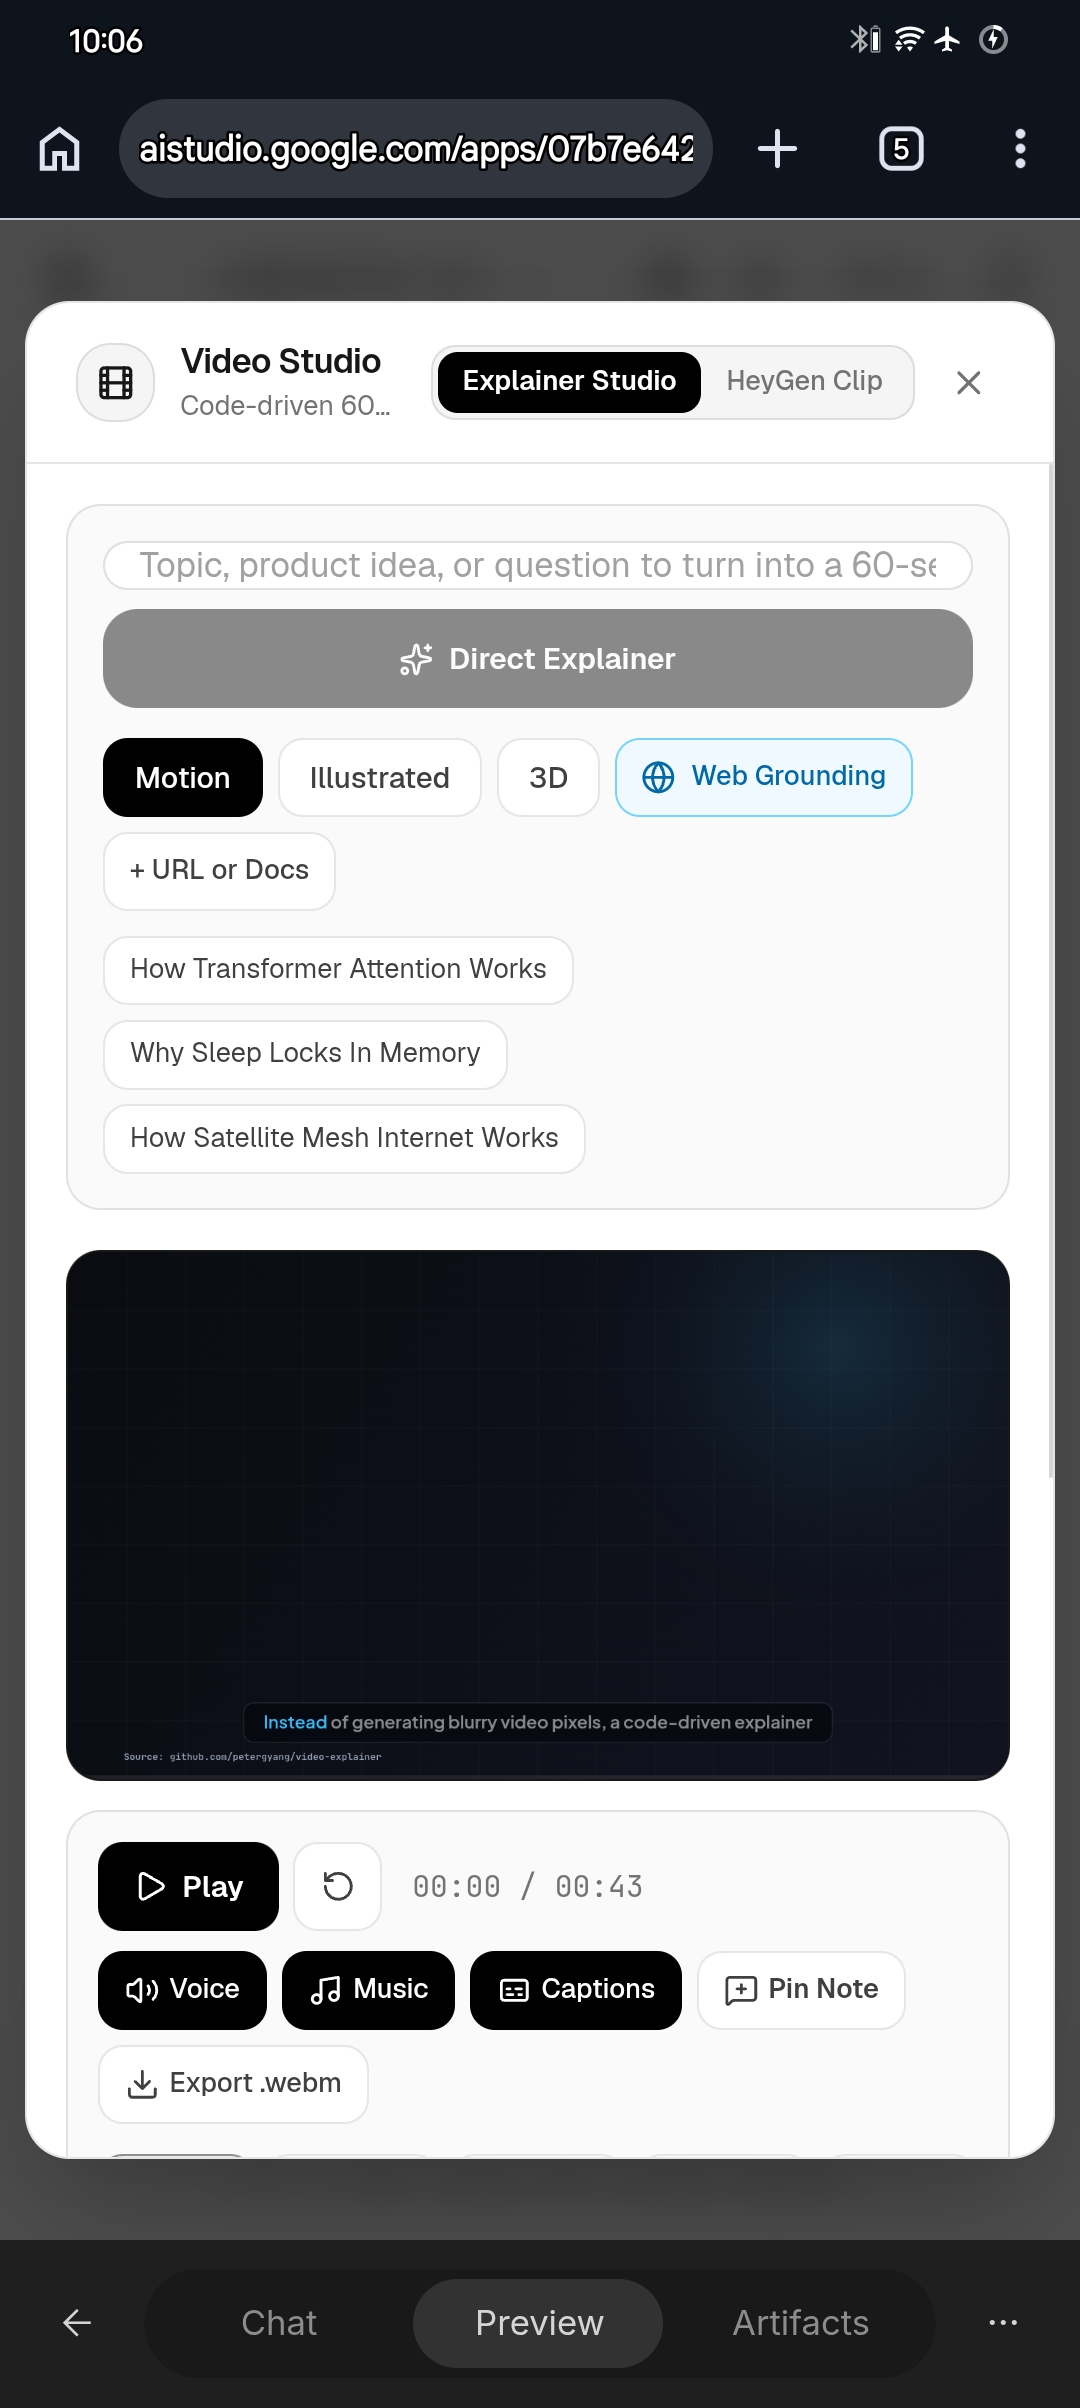 10:06
aistudio.google.com/apps/07b7e642
5
Video Studio
Code-driven 60...
Explainer Studio
HeyGen Clip
Topic, product idea, or question to turn into a 60-se
Direct Explainer
Motion
Illustrated
3D
Web Grounding
+ URL or Docs
How Transformer Attention Works
Why Sleep Locks In Memory
How Satellite Mesh Internet Works
Instead of generating blurry video pixels, a code-driven explainer
Source: github.com/petergyang/video-explainer
Play
00:00 / 00:43
Voice
Music
Captions
Pin Note
Export .webm
Chat
Preview
Artifacts